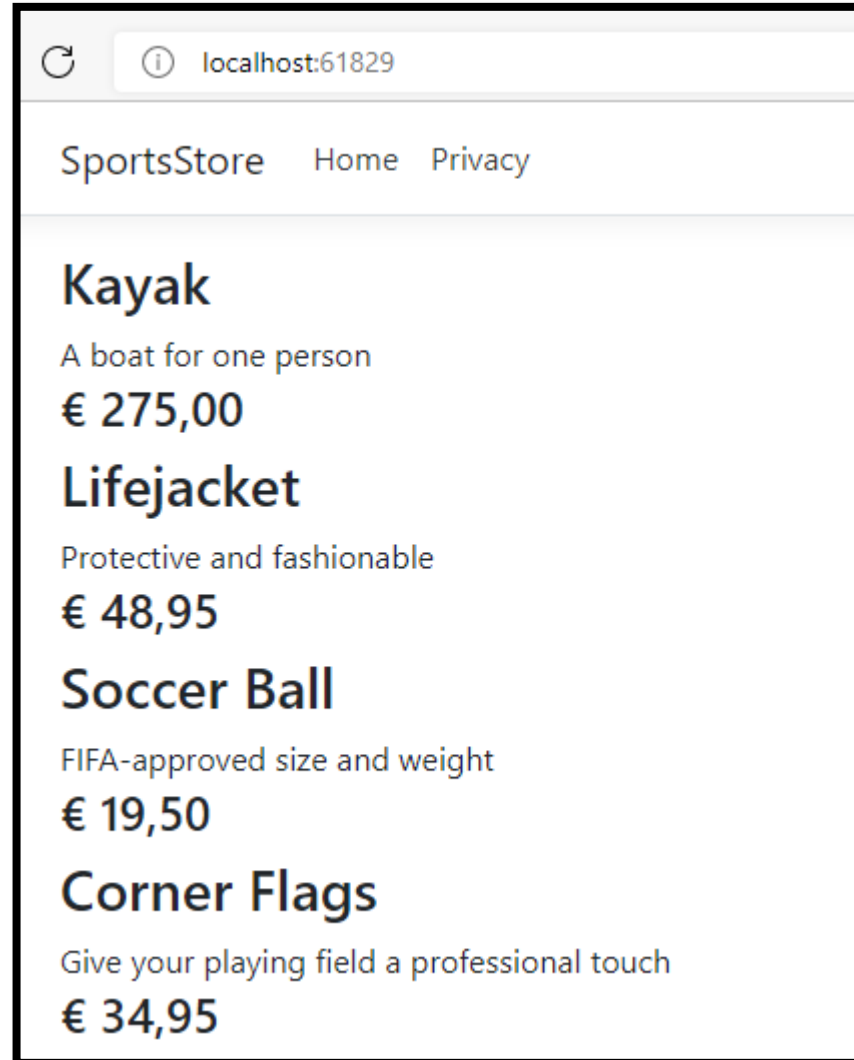 localhost:61829
SportsStore Home Privacy
Kayak
A boat for one person
€ 275,00
Lifejacket
Protective and fashionable
€ 48,95
Soccer Ball
FIFA-approved size and weight
€ 19,50
Corner Flags
Give your playing field a professional touch
€ 34,95